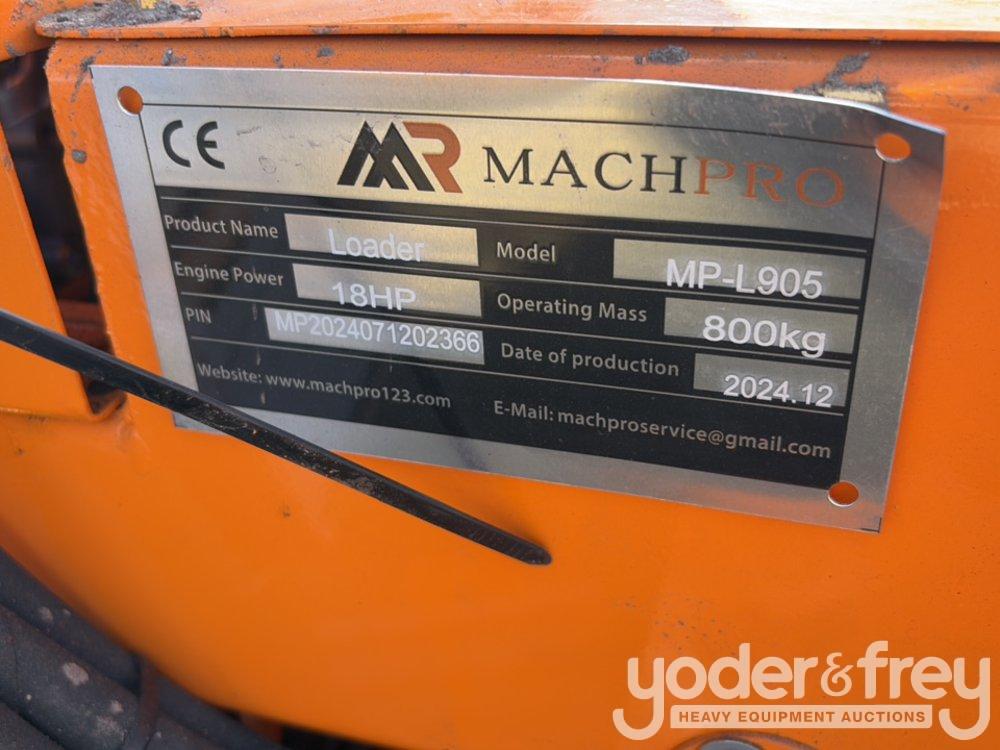 CE MR MACHPRO
Product Name Loader Model MP-L905
Engine Power 18HP Operating Mass 800kg
PIN MP2024071202366 Date of production 2024.12
Website: www.machpro123.com E-Mail: machproservice@gmail.com
yoder&frey
HEAVY EQUIPMENT AUCTIONS